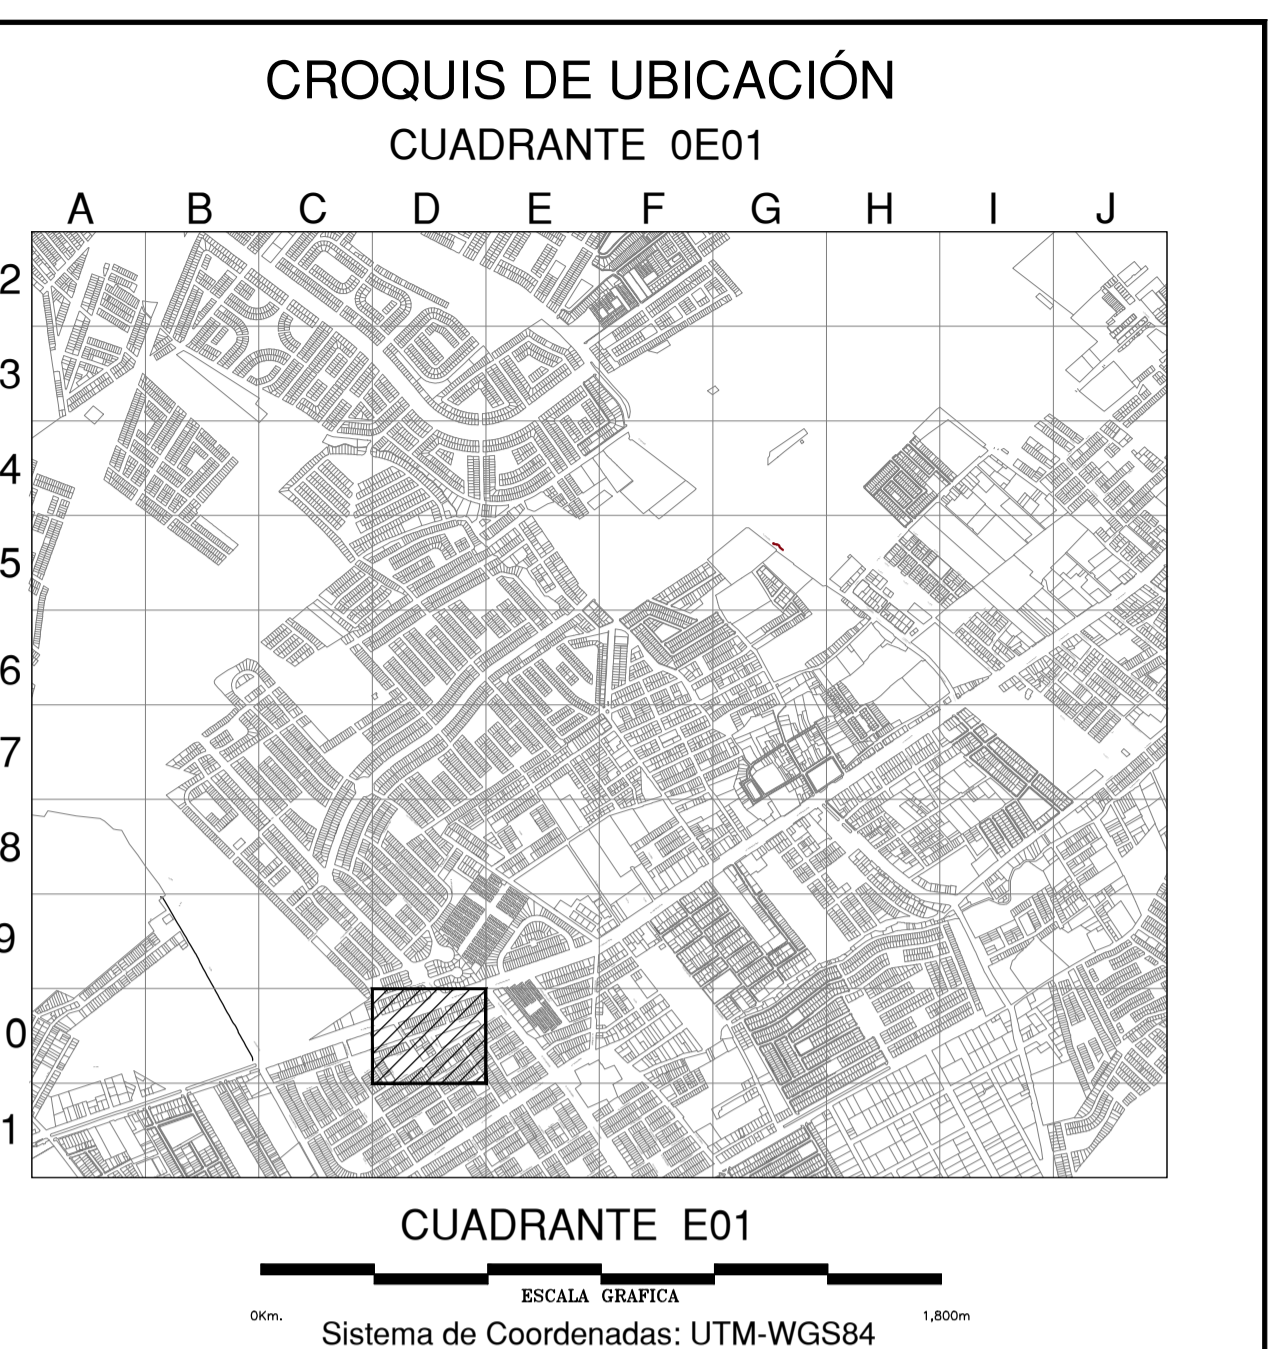 CROQUIS DE UBICACIÓN
CUADRANTE 0E01
A B C D E F G H I J
2
3
4
5
6
7
8
9
0
1
CUADRANTE E01
ESCALA GRAFICA
0Km. 1,800m
Sistema de Coordenadas: UTM-WGS84